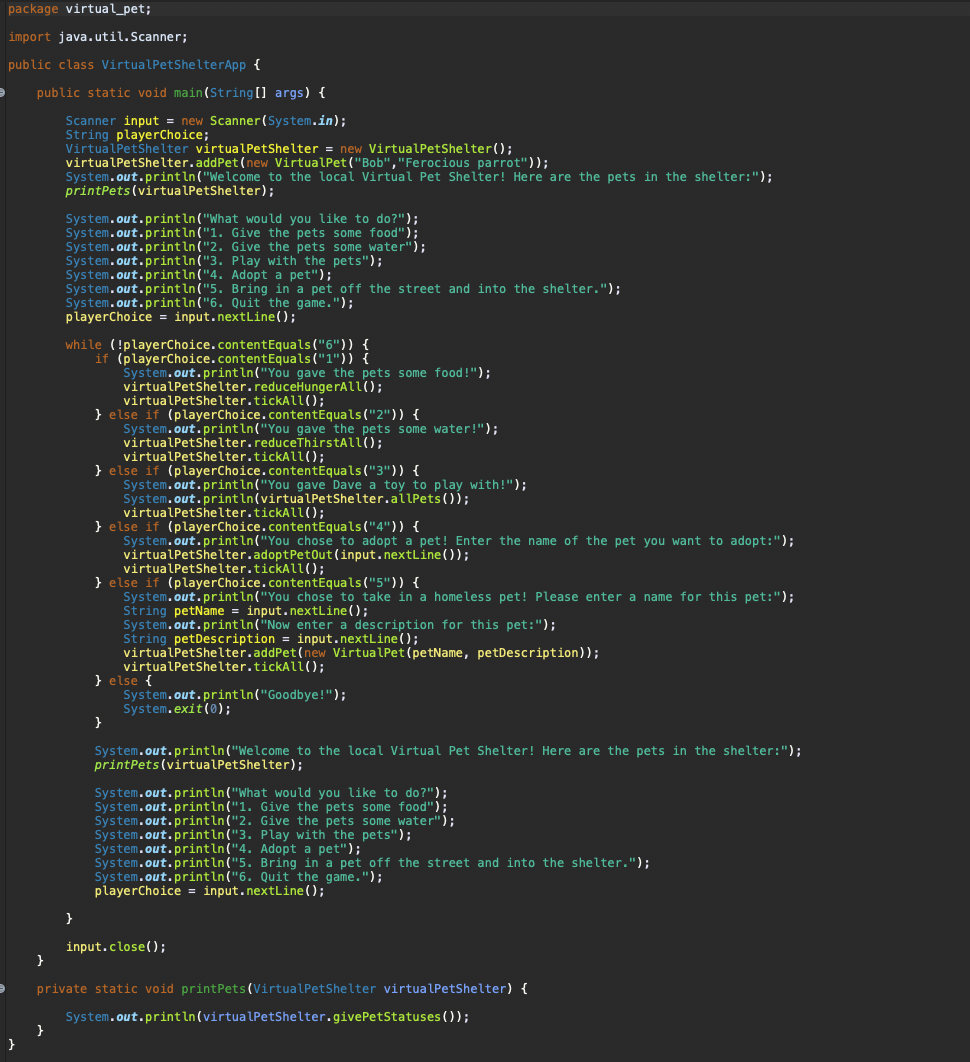 package virtual_pet;
import java.util.Scanner;
public class VirtualPetShelterApp {
public static void main(String[] args) {
Scanner input = new Scanner(System.in);
String playerChoice;
VirtualPetShelter virtualPetShelter = new VirtualPetShelter();
virtualPetShelter.addPet(new VirtualPet("Bob","Ferocious parrot"));
System.out.println("Welcome to the local Virtual Pet Shelter! Here are the pets in the shelter:");
printPets(virtualPetShelter);
System.out.println("What would you like to do?");
System.out.println("1. Give the pets some food");
System.out.println("2. Give the pets some water");
System.out.println("3. Play with the pets");
System.out.println("4. Adopt a pet");
System.out.println("5. Bring in a pet off the street and into the shelter.");
System.out.println("6. Quit the game.");
playerChoice = input.nextLine();
while (!playerChoice.contentEquals("6")) {
if (playerChoice.contentEquals("1")) {
System.out.println("You gave the pets some food!");
virtualPetShelter.reduceHungerAll();
virtualPetShelter.tickAll();
} else if (playerChoice.contentEquals("2")) {
System.out.println("You gave the pets some water!");
virtualPetShelter.reduceThirstAll();
virtualPetShelter.tickAll();
} else if (playerChoice.contentEquals("3")) {
System.out.println("You gave Dave a toy to play with!");
System.out.println(virtualPetShelter.allPets());
virtualPetShelter.tickAll();
} else if (playerChoice.contentEquals("4")) {
System.out.println("You chose to adopt a pet! Enter the name of the pet you want to adopt:");
virtualPetShelter.adoptPetOut(input.nextLine());
virtualPetShelter.tickAll();
} else if (playerChoice.contentEquals("5")) {
System.out.println("You chose to take in a homeless pet! Please enter a name for this pet:");
String petName = input.nextLine();
System.out.println("Now enter a description for this pet:");
String petDescription = input.nextLine();
virtualPetShelter.addPet(new VirtualPet(petName, petDescription));
virtualPetShelter.tickAll();
} else {
System.out.println("Goodbye!");
System.exit(0);
}
System.out.println("Welcome to the local Virtual Pet Shelter! Here are the pets in the shelter:");
printPets(virtualPetShelter);
System.out.println("What would you like to do?");
System.out.println("1. Give the pets some food");
System.out.println("2. Give the pets some water");
System.out.println("3. Play with the pets");
System.out.println("4. Adopt a pet");
System.out.println("5. Bring in a pet off the street and into the shelter.");
System.out.println("6. Quit the game.");
playerChoice = input.nextLine();
}
input.close();
}
private static void printPets(VirtualPetShelter virtualPetShelter) {
System.out.println(virtualPetShelter.givePetStatuses());
}
}